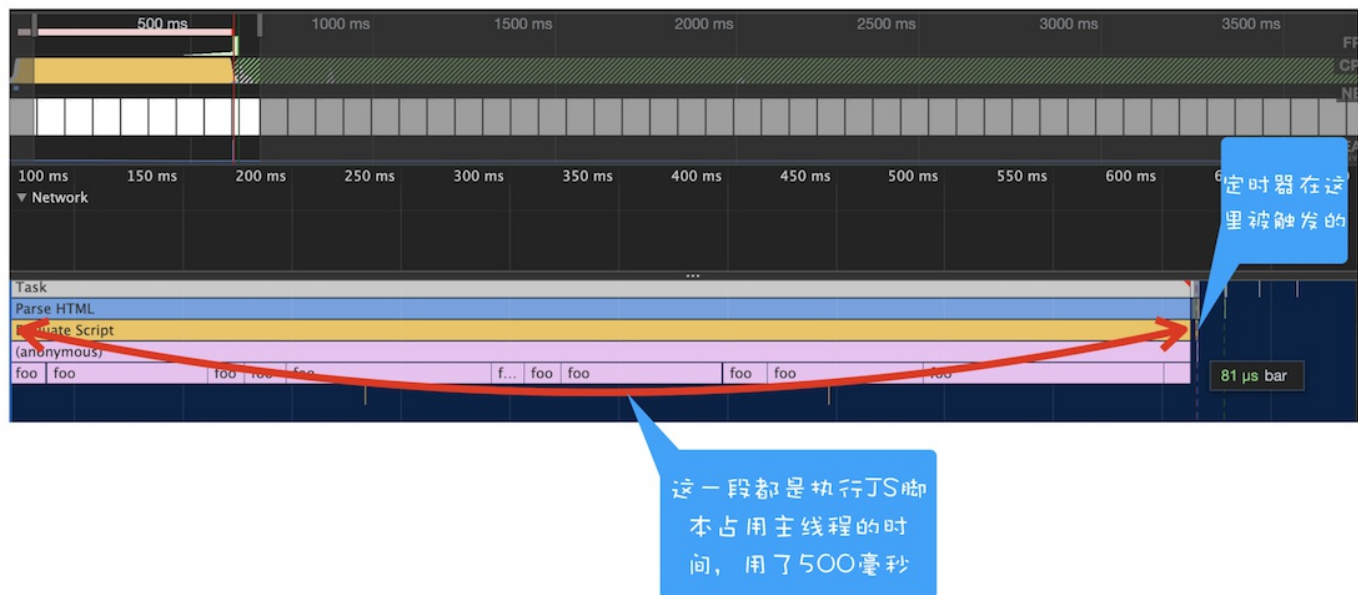 500 ms 1000 ms 1500 ms 2000 ms 2500 ms 3000 ms 3500 ms
100 ms 150 ms 200 ms 250 ms 300 ms 350 ms 400 ms 450 ms 500 ms 550 ms 600 ms
▼ Network
定时器在这
里被触发的
Task
Parse HTML
Script
(anonymous)
foo foo foo foo foo f... foo foo foo foo foo
81 μs bar
这一段都是执行JS脚
本占用主线程的时
间，用了500毫秒